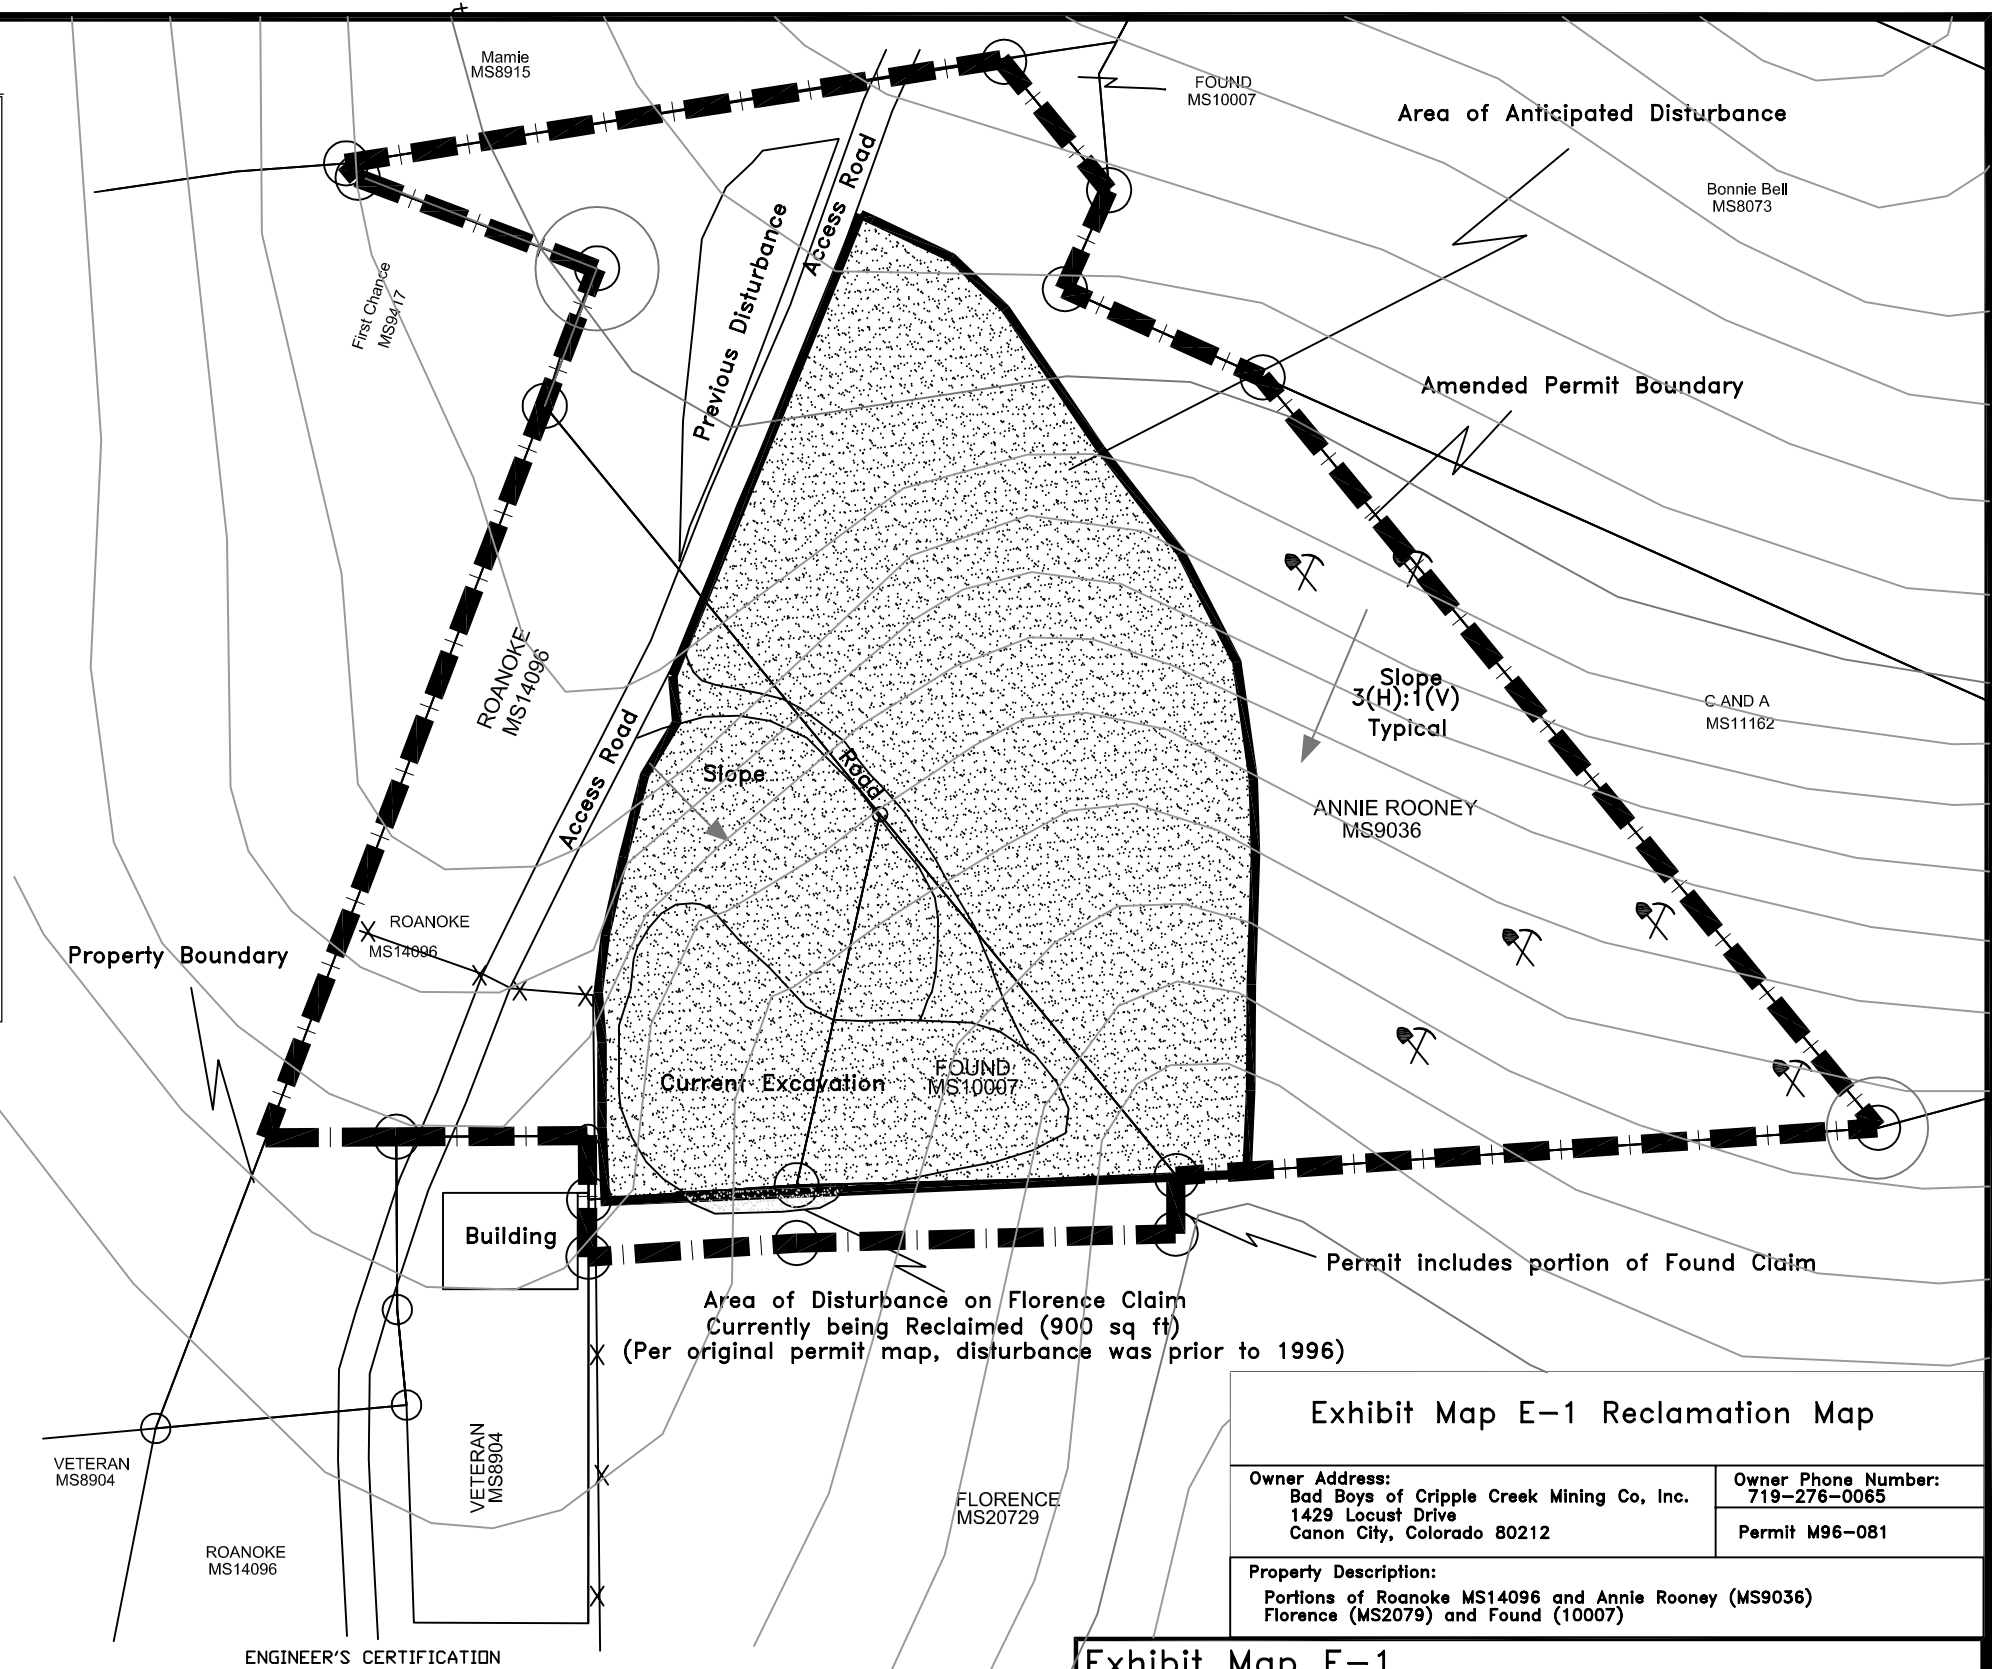 Mamie
MS8915
FOUND
MS10007
Area of Anticipated Disturbance
Bonnie Bell
MS8073
Access Road
Previous Disturbance
First Chance
MS9417
Amended Permit Boundary
ROANOKE
MS14096
Slope
3(H):1(V)
Typical
C AND A
MS11162
Access Road
Slope
Road
ANNIE ROONEY
MS9036
ROANOKE
MS14096
Property Boundary
Current Excavation
FOUND
MS10007
Building
Permit includes portion of Found Claim
Area of Disturbance on Florence Claim
Currently being Reclaimed (900 sq ft)
(Per original permit map, disturbance was prior to 1996)
VETERAN
MS8904
VETERAN
MS8904
FLORENCE
MS20729
ROANOKE
MS14096
ENGINEER'S CERTIFICATION
Exhibit Map E-1 Reclamation Map
Owner Address:
Bad Boys of Cripple Creek Mining Co, Inc.
1429 Locust Drive
Canon City, Colorado 80212
Owner Phone Number:
719-276-0065
Permit M96-081
Property Description:
Portions of Roanoke MS14096 and Annie Rooney (MS9036)
Florence (MS2079) and Found (10007)
Exhibit Map E-1